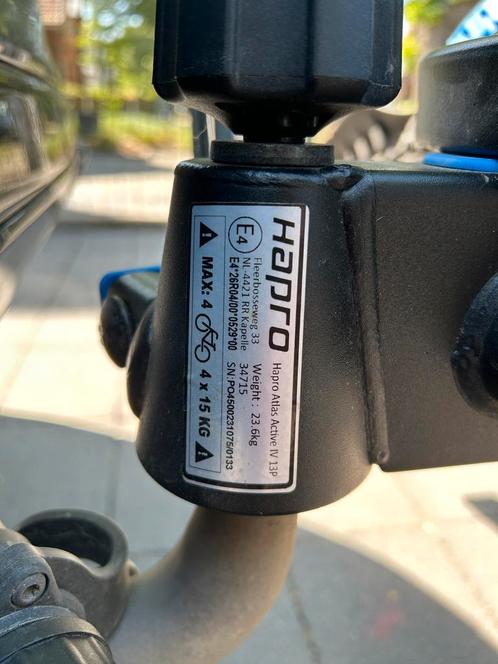 Hapro
Hapro Atlas Active IV 13P
E4
Fleerbosseweg 33
NL-4421 RR Kapelle
Weight : 23.6kg
34715
E4*26R04/00*0529*00
SN:PO4500231075/0133
MAX: 4
4 x 15 KG